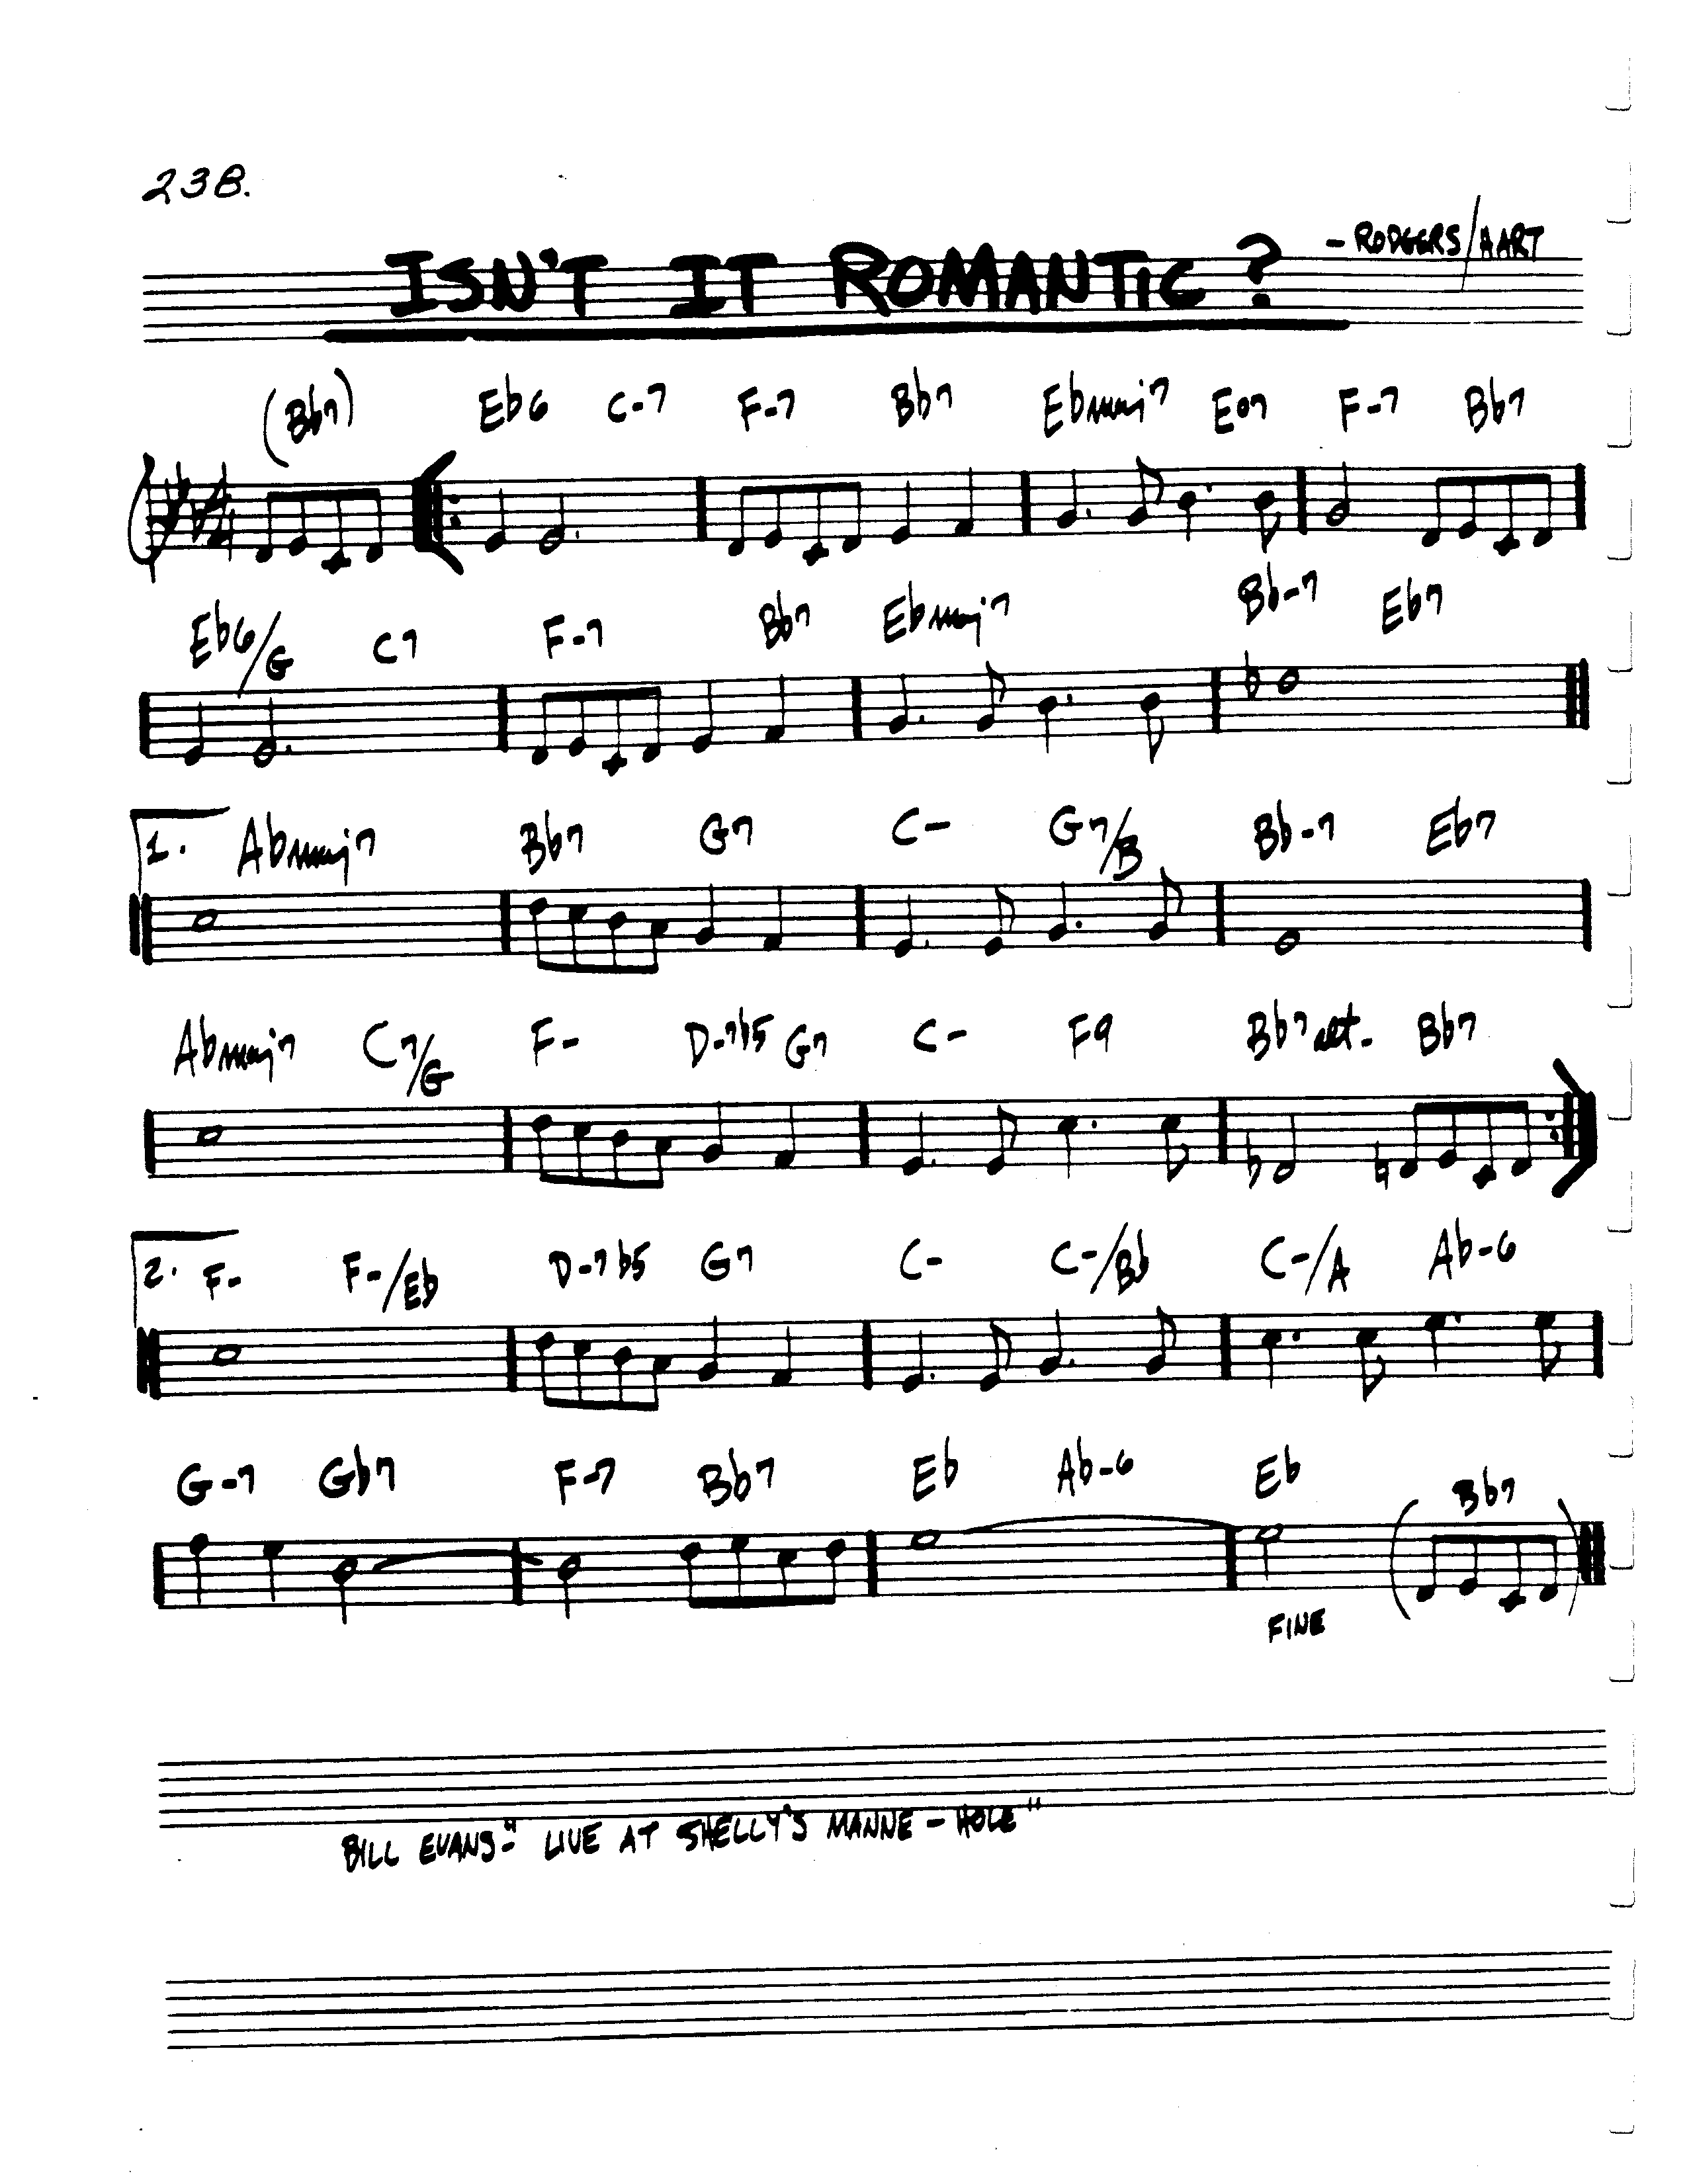 238.
ISN'T IT ROMANTIC?
- RODGERS/HART
(Bb7) Eb6 C-7 F-7 Bb7 Ebmaj7 Eo7 F-7 Bb7
Eb6/G C7 F-7 Bb7 Ebmaj7 Bb-7 Eb7
1. Abmaj7 Bb7 G7 C- G7/B Bb-7 Eb7
Abmaj7 C7/G F- D-7b5 G7 C- F9 Bb7alt. Bb7
2. F- F-/Eb D-7b5 G7 C- C-/Bb C-/A Ab-6
G-7 Gb7 F-7 Bb7 Eb Ab-6 Eb (Bb7)
FINE
BILL EVANS-" LIVE AT SHELLY'S MANNE-HOLE"